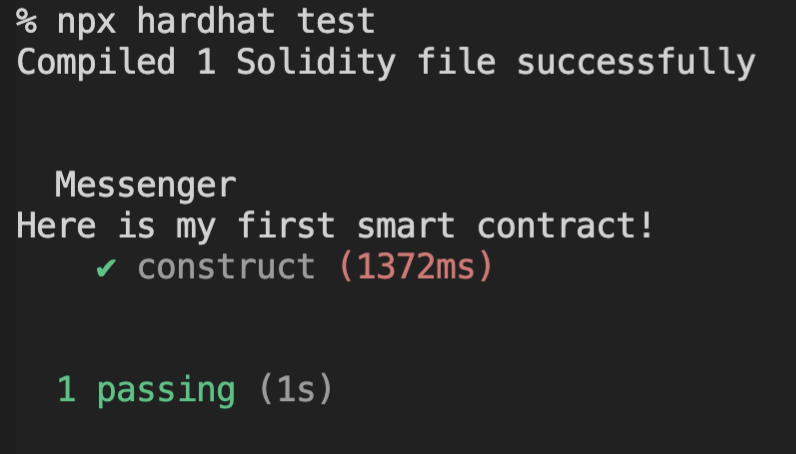 % npx hardhat test
Compiled 1 Solidity file successfully
Messenger
Here is my first smart contract!
✔ construct (1372ms)
1 passing (1s)